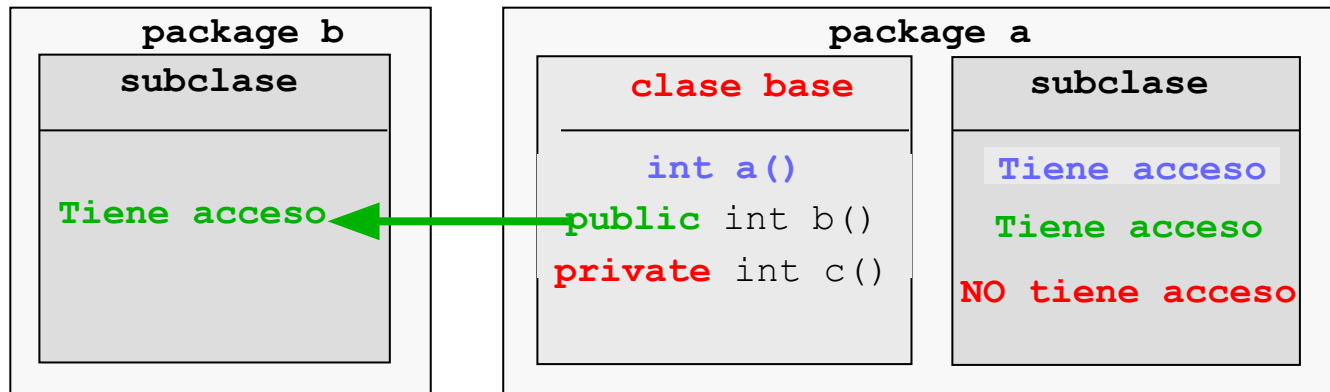 package b
subclase
Tiene acceso
package a
clase base
int a()
public int b()
private int c()
subclase
Tiene acceso
Tiene acceso
NO tiene acceso